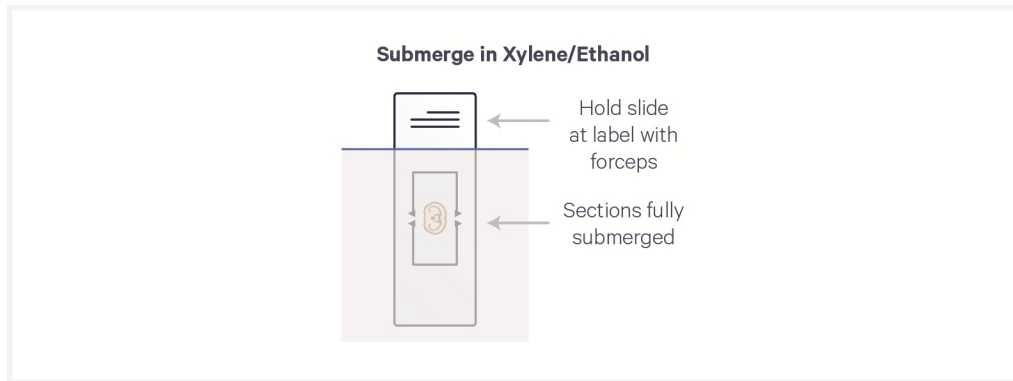 Submerge in Xylene/Ethanol
Hold slide
at label with
forceps
Sections fully
submerged